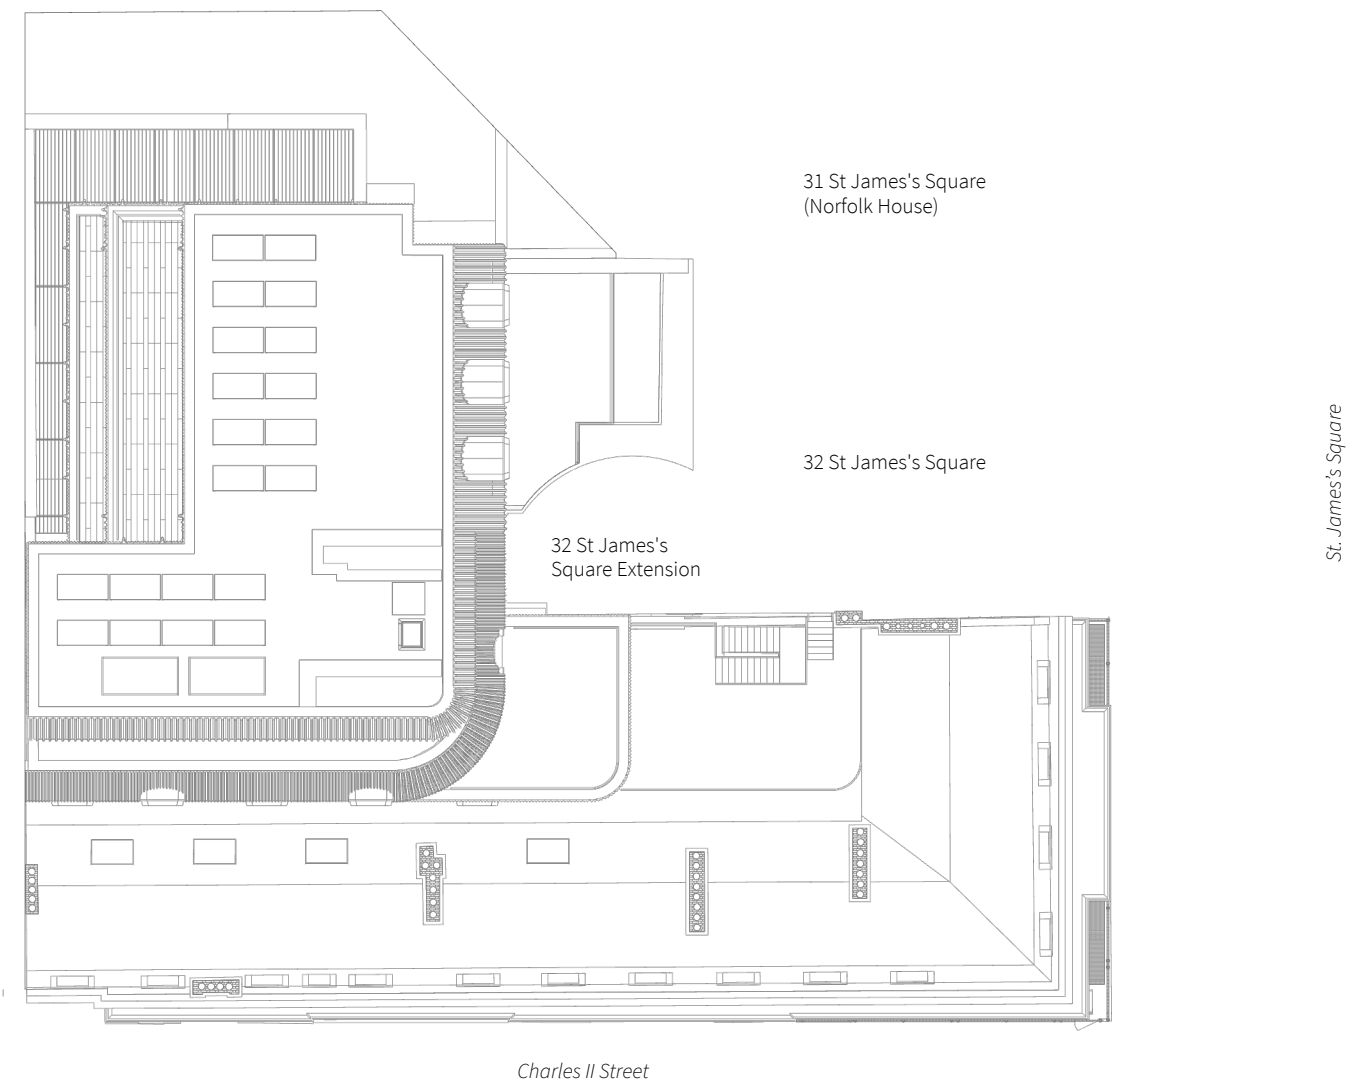 31 St James's Square
(Norfolk House)
St. James’s Square
32 St James's Square
32 St James's
Square Extension
Charles II Street